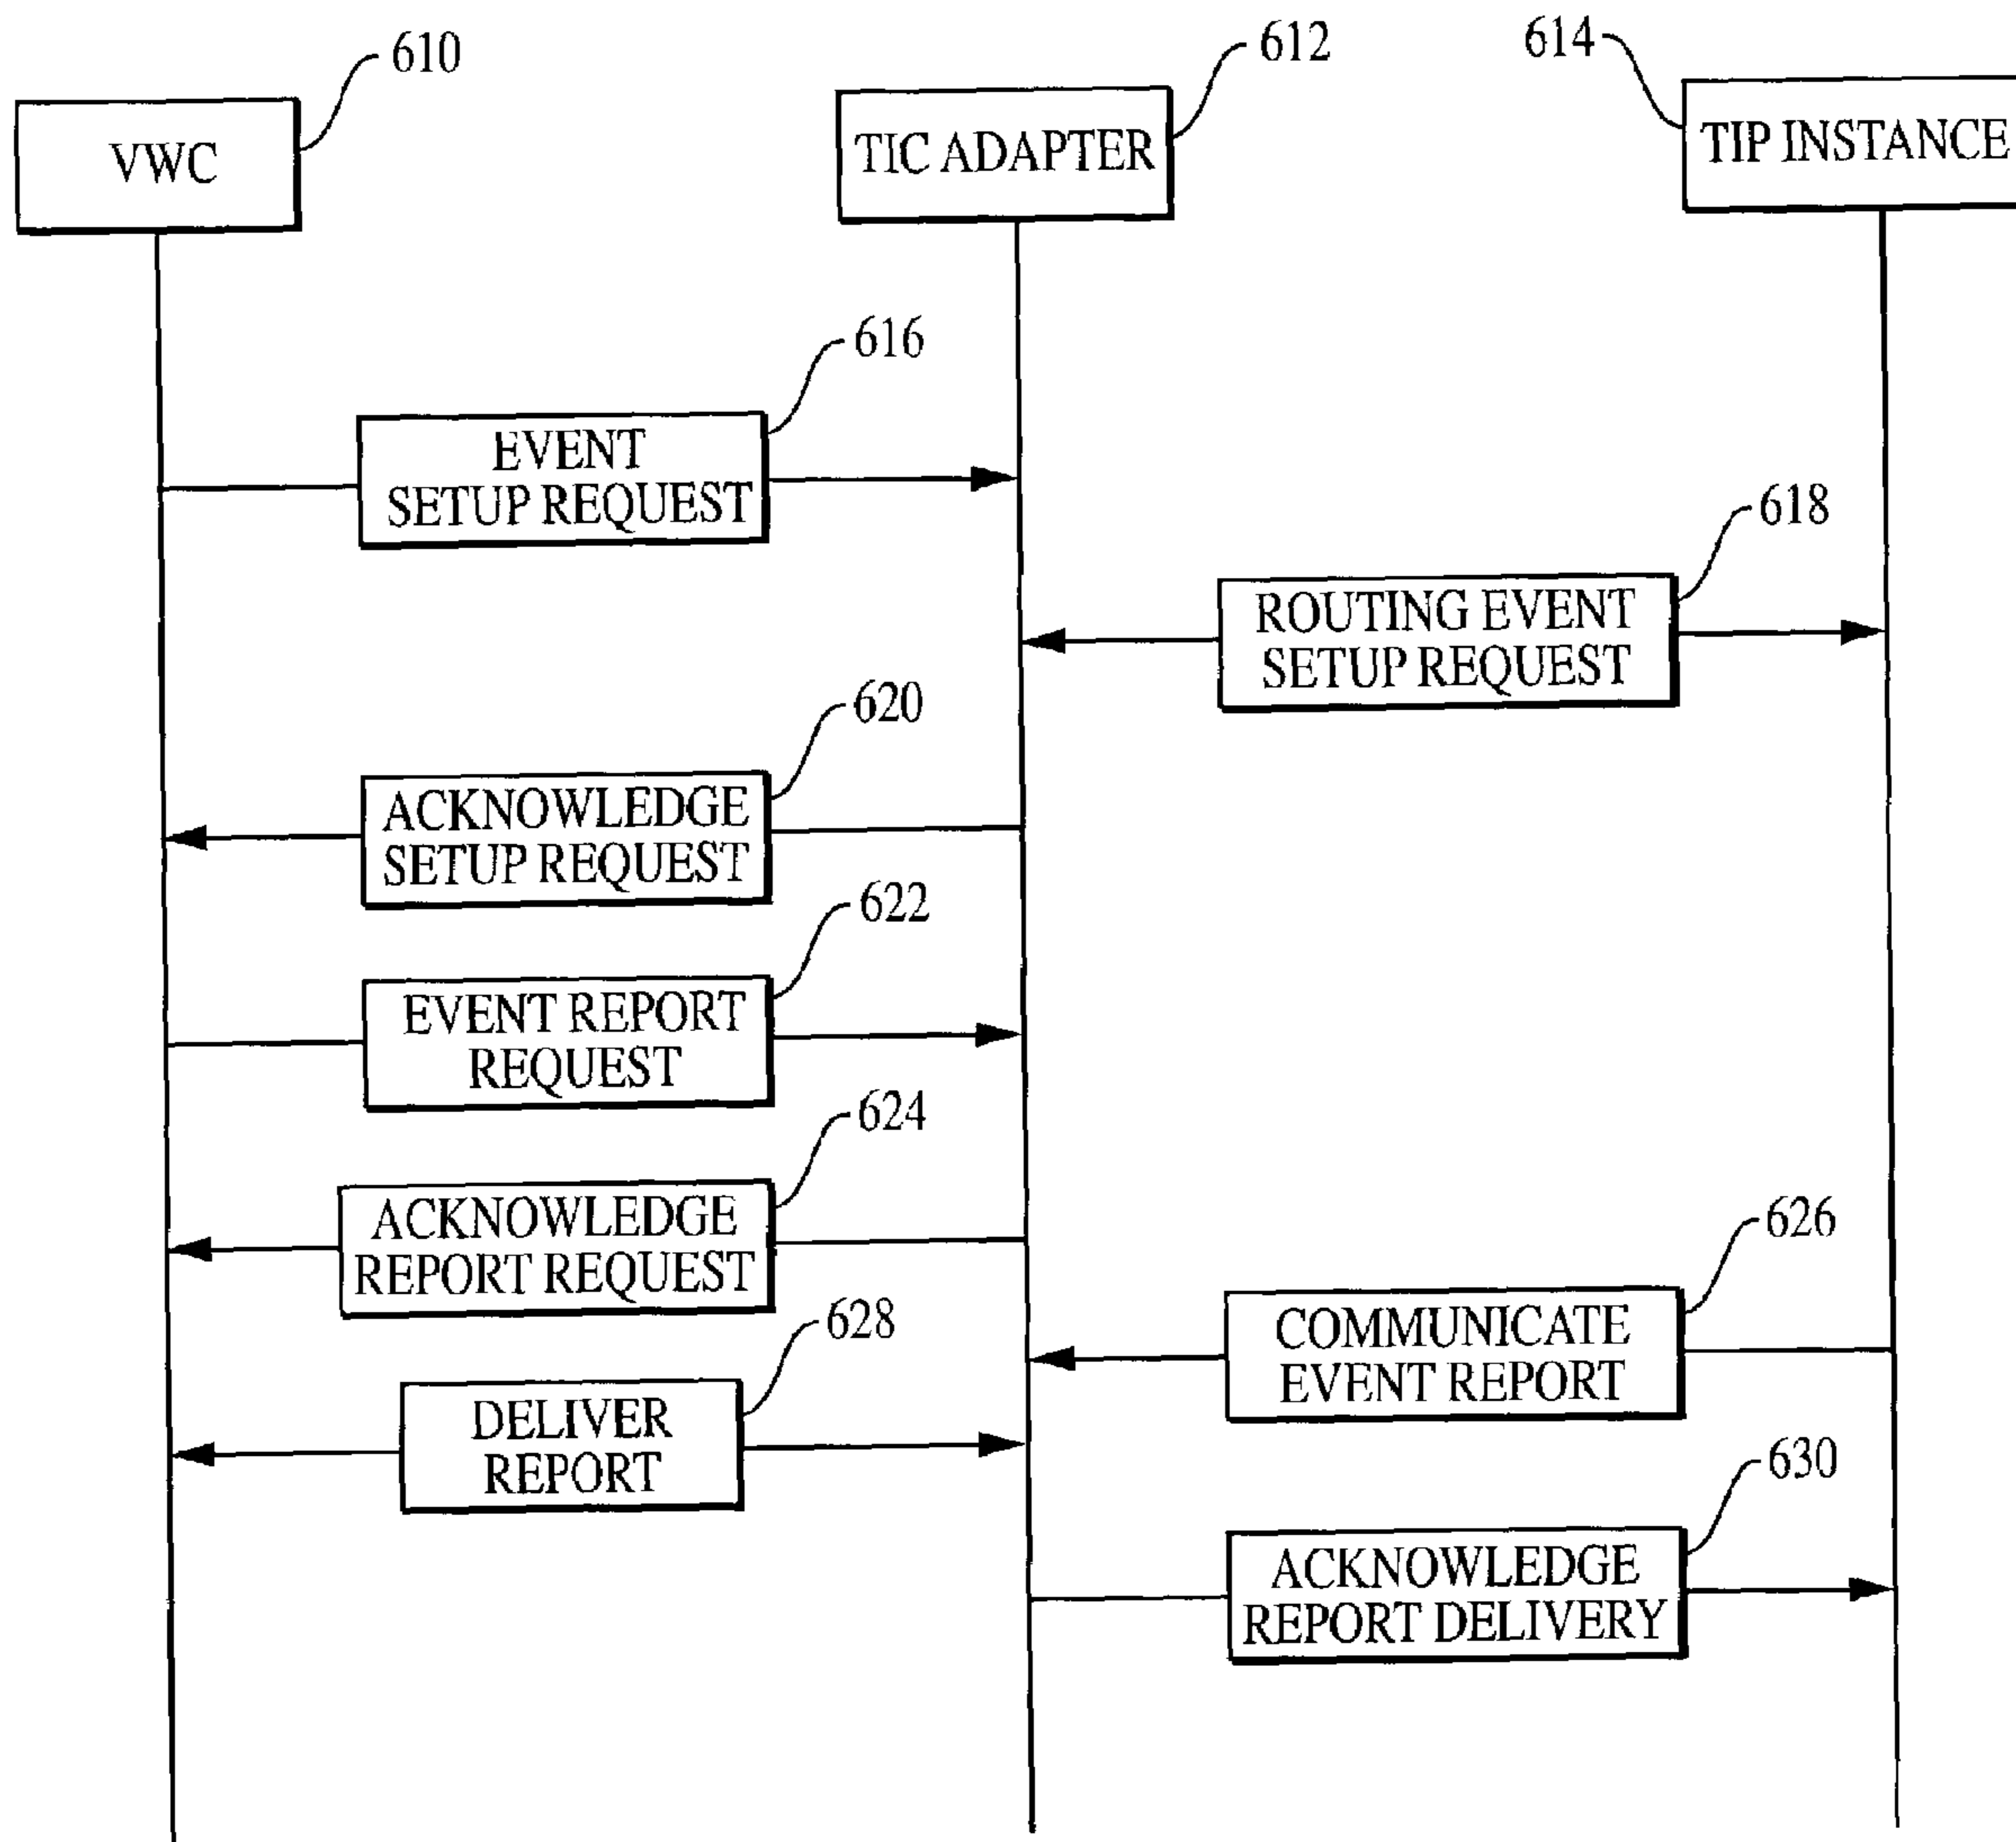 610
612
614
VWC
TIC ADAPTER
TIP INSTANCE
616
EVENT
SETUP REQUEST
618
ROUTING EVENT
SETUP REQUEST
620
ACKNOWLEDGE
SETUP REQUEST
622
EVENT REPORT
REQUEST
624
ACKNOWLEDGE
REPORT REQUEST
626
COMMUNICATE
EVENT REPORT
628
DELIVER
REPORT
630
ACKNOWLEDGE
REPORT DELIVERY